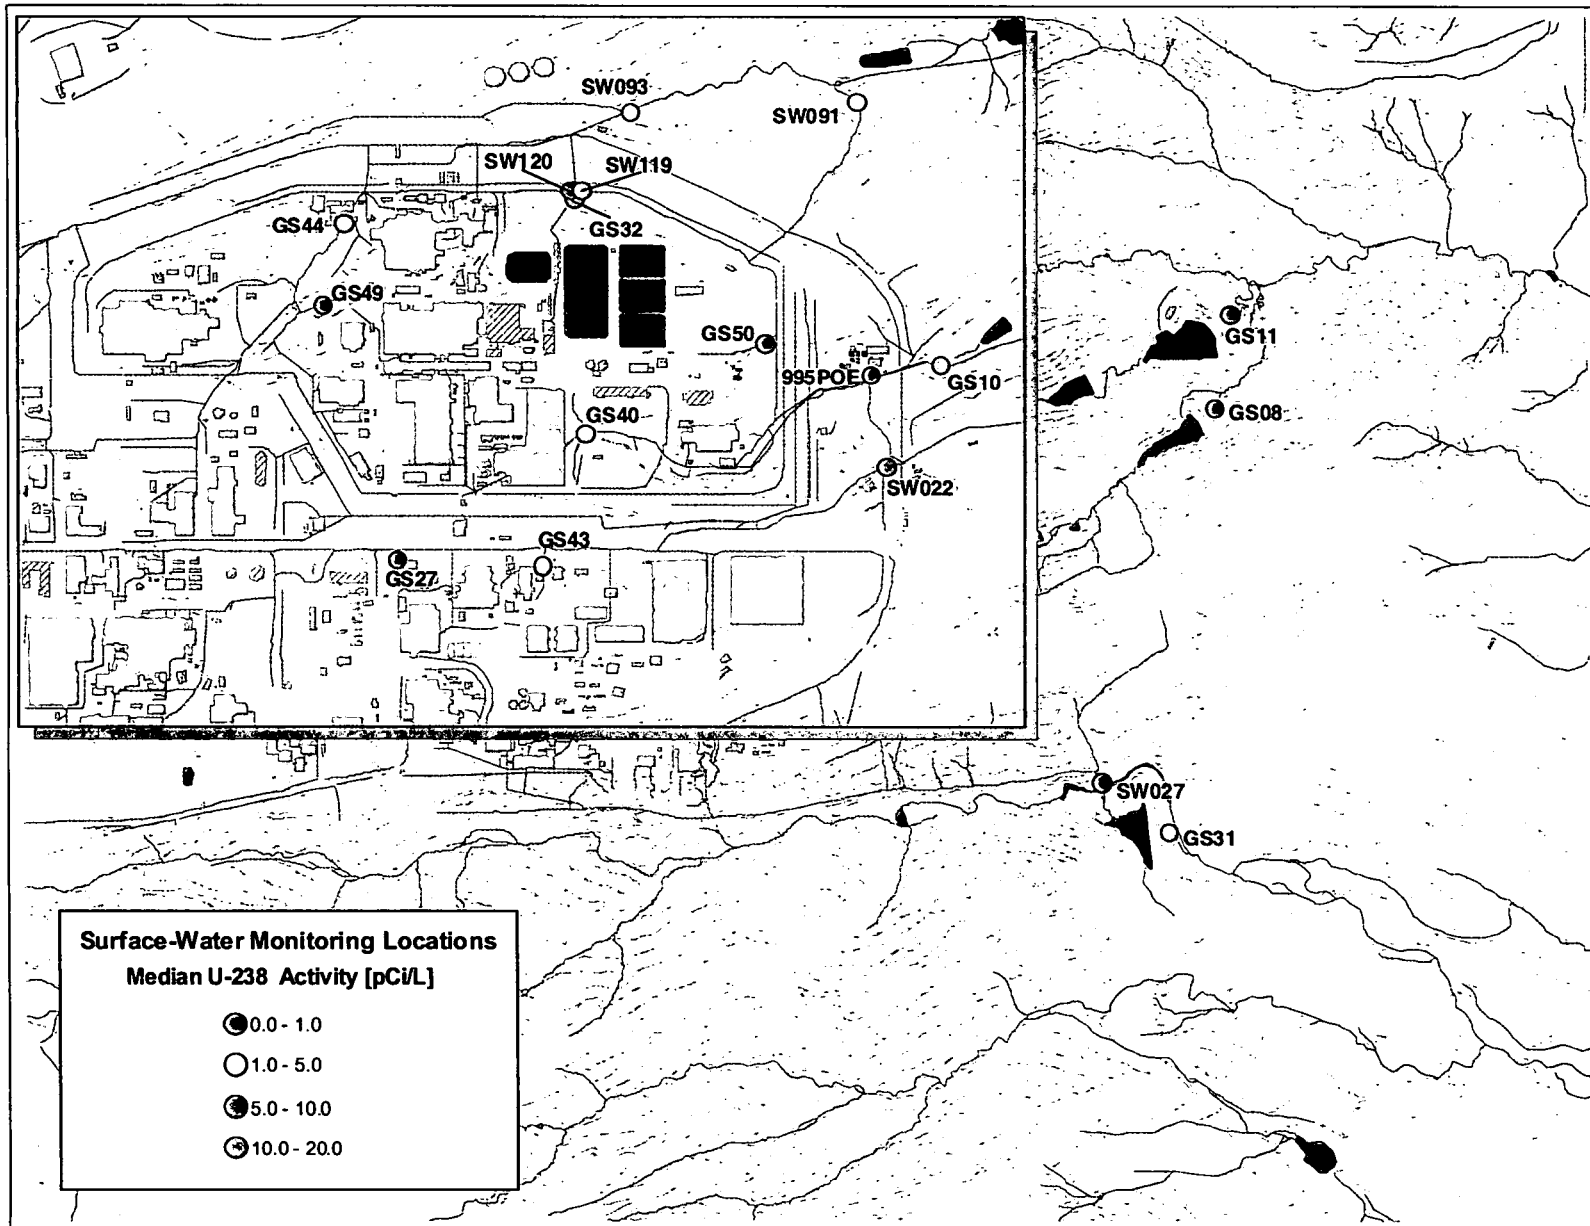 SW093
SW091
SW120
SW119
GS44
GS32
GS49
GS50
GS11
995POE
GS10
GS08
GS40
SW022
GS43
GS27
SW027
GS31
Surface-Water Monitoring Locations
Median U-238 Activity [pCi/L]
0.0 - 1.0
1.0 - 5.0
5.0 - 10.0
10.0 - 20.0